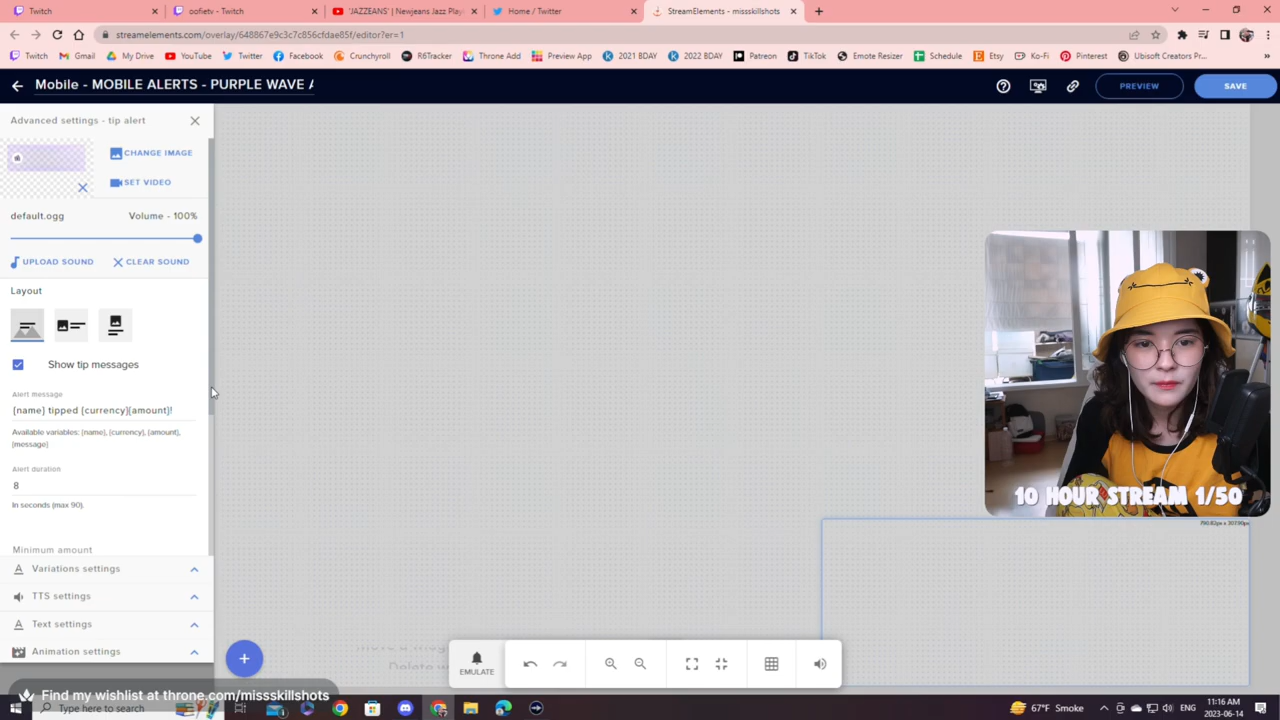 Twitch
oofietv - Twitch
'JAZZEANS' | Newjeans Jazz Play
Home / Twitter
StreamElements - missskillshots
streamelements.com/overlay/648867e9c3c7c856cfdae85f/editor?er=1
Twitch
Gmail
My Drive
YouTube
Twitter
Facebook
Crunchyroll
R6Tracker
Throne Add
Preview App
2021 BDAY
2022 BDAY
Patreon
TikTok
Emote Resizer
Schedule
Etsy
Ko-Fi
Pinterest
Ubisoft Creators Pr...
Mobile - MOBILE ALERTS - PURPLE WAVE A
PREVIEW
SAVE
Advanced settings - tip alert
CHANGE IMAGE
SET VIDEO
default.ogg
Volume - 100%
UPLOAD SOUND
CLEAR SOUND
Layout
Show tip messages
Alert message
{name} tipped {currency}{amount}!
Available variables: {name}, {currency}, {amount},
{message}
Alert duration
8
In seconds (max 90).
Minimum amount
Variations settings
TTS settings
Text settings
Animation settings
10 HOUR STREAM 1/50
EMULATE
Find my wishlist at throne.com/missskillshots
Type here to search
67°F Smoke
ENG
11:16 AM
2023-06-14